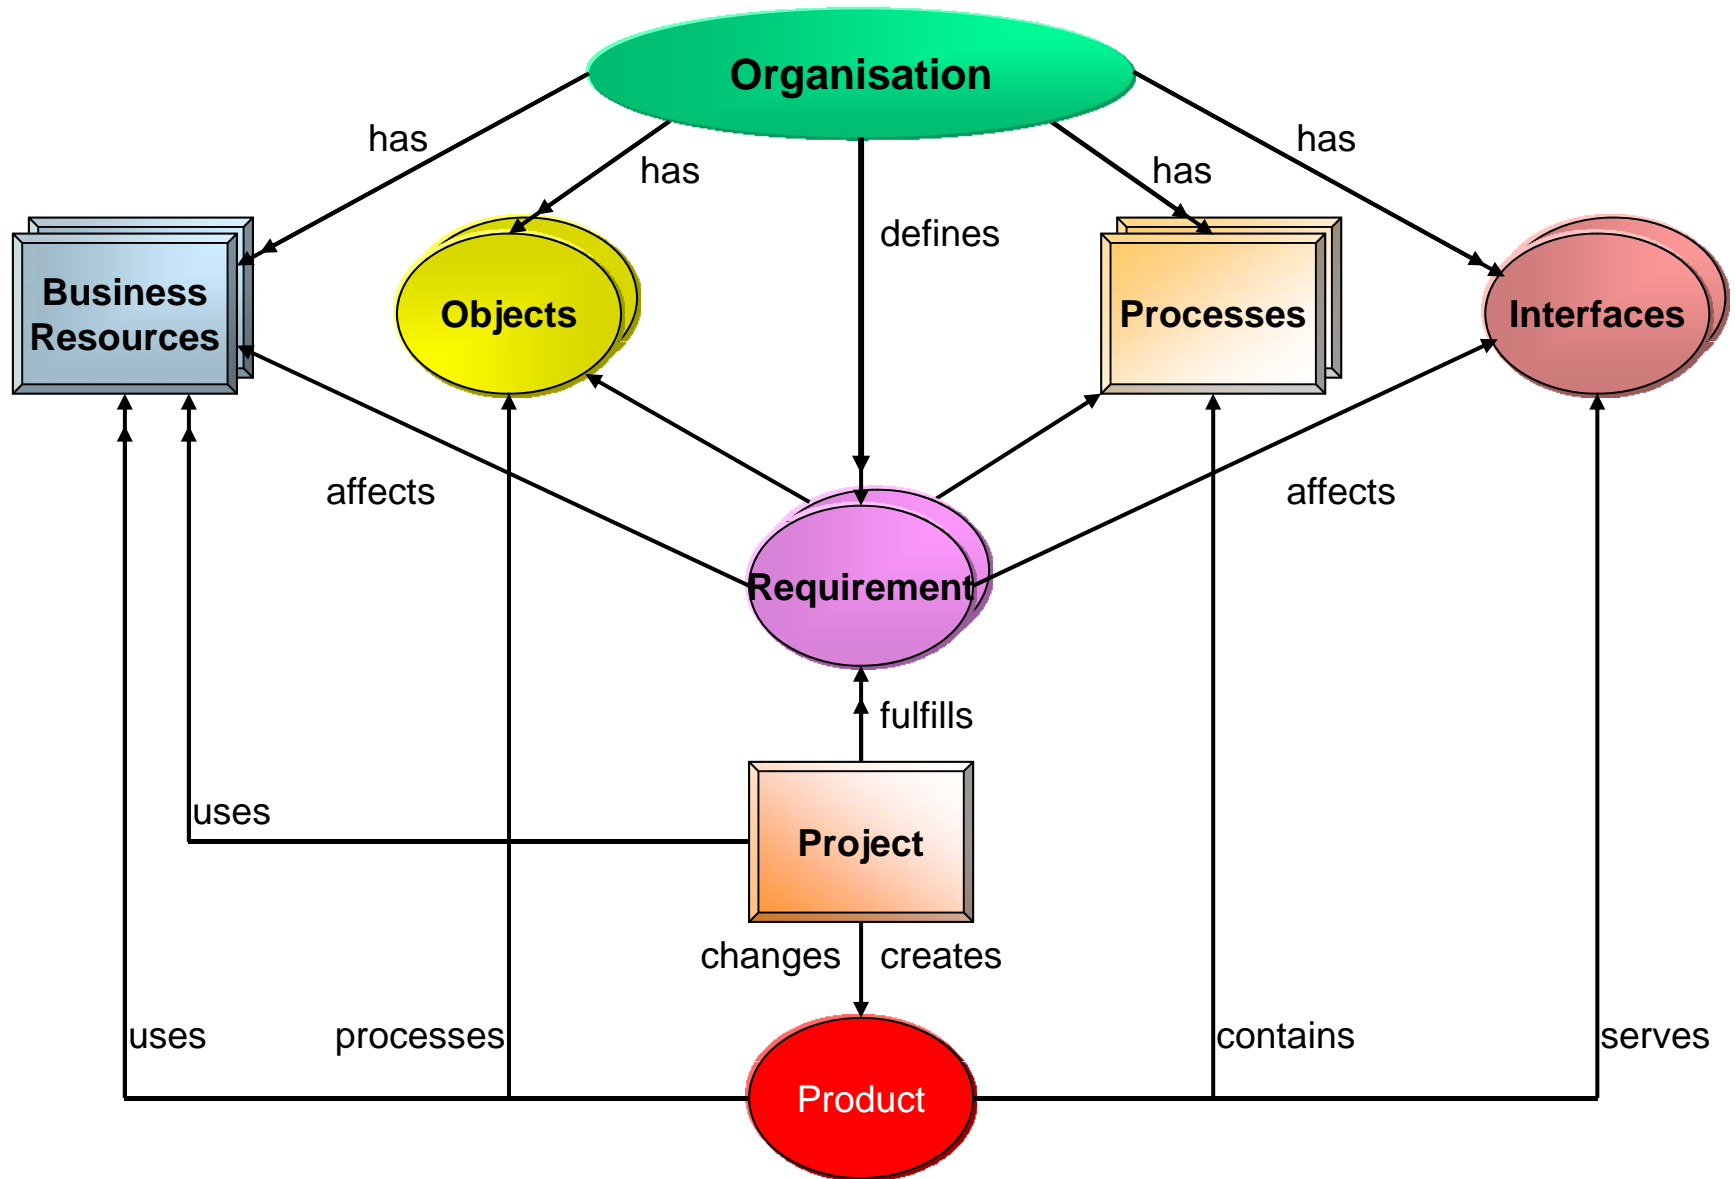 Organisation
has
has
has
has
defines
Business
Resources
Objects
Processes
Interfaces
affects
affects
Requirement
fulfills
uses
Project
changes
creates
uses
processes
contains
serves
Product